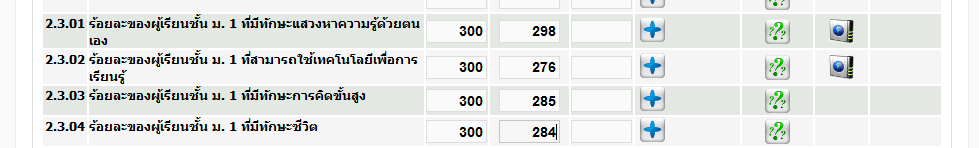 2.3.01 ร้อยละของผู้เรียนชั้น ม. 1 ที่มีทักษะแสวงหาความรู้ด้วยตน
เอง 300 298
2.3.02 ร้อยละของผู้เรียนชั้น ม. 1 ที่สามารถใช้เทคโนโลยีเพื่อการ
เรียนรู้ 300 276
2.3.03 ร้อยละของผู้เรียนชั้น ม. 1 ที่มีทักษะการคิดขั้นสูง 300 285
2.3.04 ร้อยละของผู้เรียนชั้น ม. 1 ที่มีทักษะชีวิต 300 284